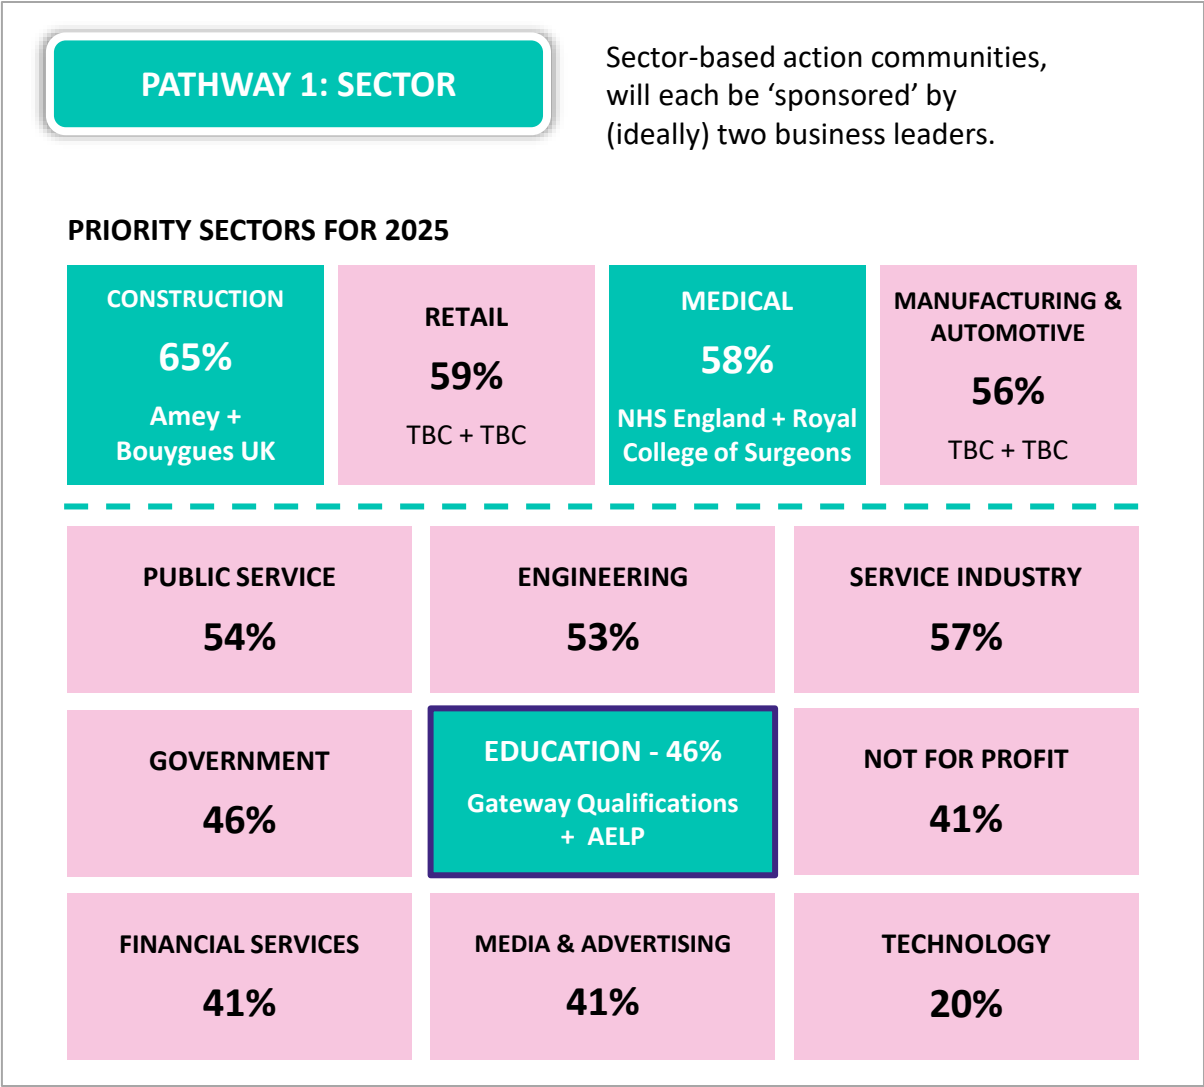 PATHWAY 1: SECTOR
Sector-based action communities,
will each be ‘sponsored’ by
(ideally) two business leaders.
PRIORITY SECTORS FOR 2025
CONSTRUCTION
65%
Amey +
Bouygues UK
RETAIL
59%
TBC + TBC
MEDICAL
58%
NHS England + Royal
College of Surgeons
MANUFACTURING &
AUTOMOTIVE
56%
TBC + TBC
PUBLIC SERVICE
54%
ENGINEERING
53%
SERVICE INDUSTRY
57%
GOVERNMENT
46%
EDUCATION - 46%
Gateway Qualifications
+ AELP
NOT FOR PROFIT
41%
FINANCIAL SERVICES
41%
MEDIA & ADVERTISING
41%
TECHNOLOGY
20%